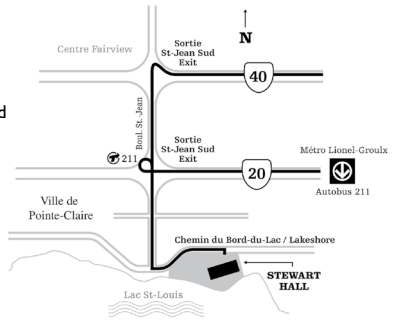 N
Centre Fairview
Sortie
St-Jean Sud
Exit
40
d
Boul. St.-Jean
Sortie
St-Jean Sud
Exit
211
20
Métro Lionel-Groulx
Autobus 211
Ville de
Pointe-Claire
Chemin du Bord-du-Lac / Lakeshore
STEWART
HALL
Lac St-Louis